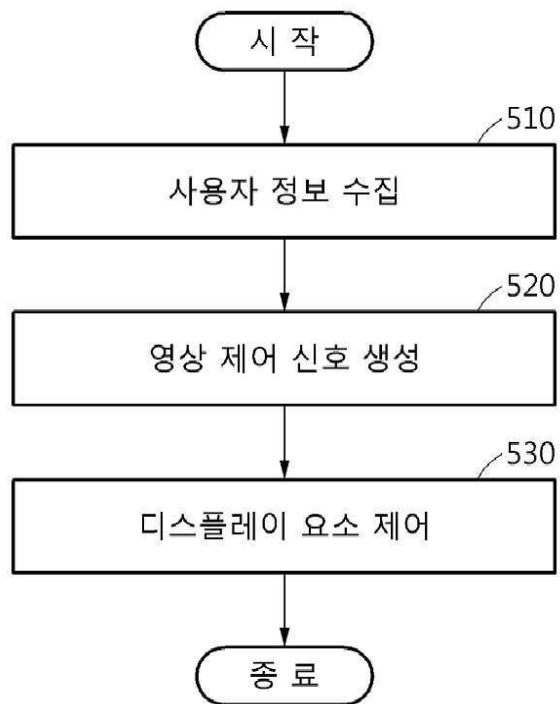 시 작
510
사용자 정보 수집
520
영상 제어 신호 생성
530
디스플레이 요소 제어
종 료